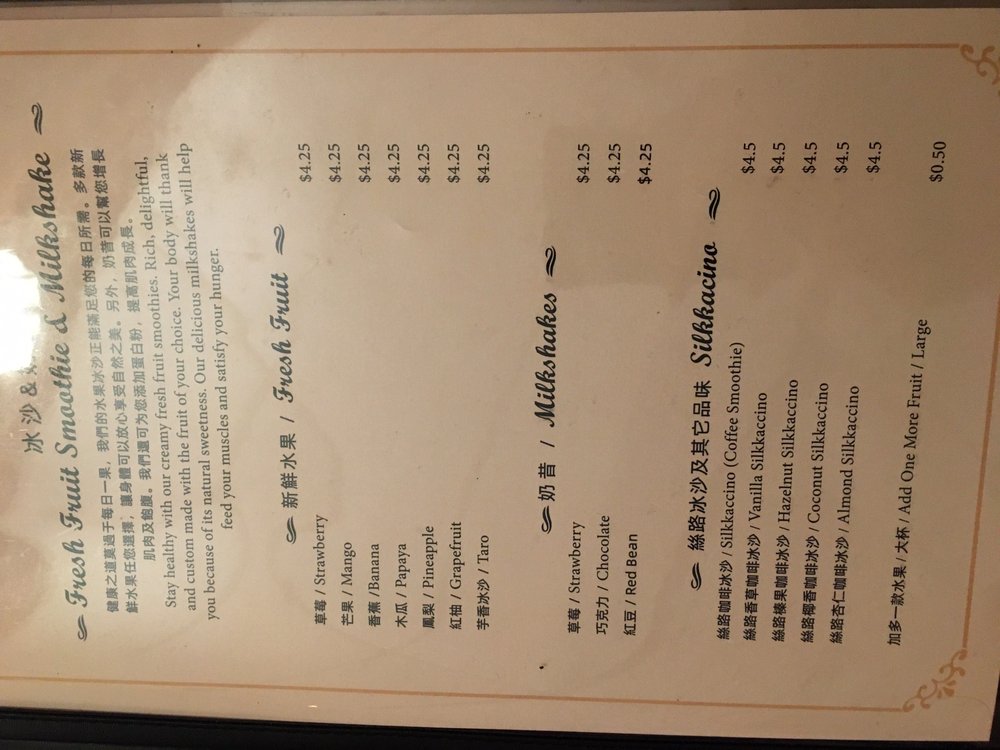 冰沙 &
Fresh Fruit Smoothie & Milkshake
健康之道莫過于每日一果，我們的水果冰沙正能滿足您的每日所需。多款新
鮮水果任您選擇，讓身體可以放心享受自然之美。另外，奶昔可以幫您增長
肌肉及飽腹。我們還可為您添加蛋白粉，提高肌肉成長。
Stay healthy with our creamy fresh fruit smoothies. Rich, delightful,
and custom made with the fruit of your choice. Your body will thank
you because of its natural sweetness. Our delicious milkshakes will help
feed your muscles and satisfy your hunger.
新鮮水果 / Fresh Fruit
草莓 / Strawberry $4.25
芒果 / Mango $4.25
香蕉 /Banana $4.25
木瓜 / Papaya $4.25
鳳梨 / Pineapple $4.25
紅柚 / Grapefruit $4.25
芋香冰沙 / Taro $4.25
奶昔 / Milkshakes
草莓 / Strawberry $4.25
巧克力 / Chocolate $4.25
紅豆 / Red Bean $4.25
絲路冰沙及其它品味 Silkkacino
絲路咖啡冰沙 / Silkkaccino (Coffee Smoothie) $4.5
絲路香草咖啡冰沙 / Vanilla Silkkaccino $4.5
絲路榛果咖啡冰沙 / Hazelnut Silkkaccino $4.5
絲路椰香咖啡冰沙 / Coconut Silkkaccino $4.5
絲路杏仁咖啡冰沙 / Almond Silkkaccino $4.5
加多一款水果 / 大杯 / Add One More Fruit / Large $0.50